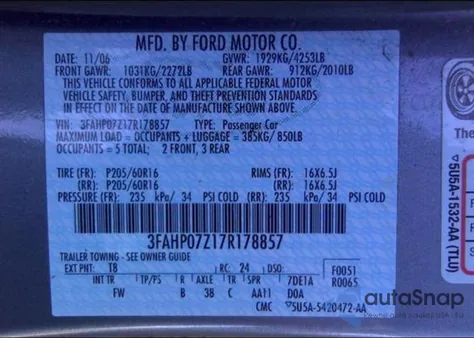 MFD. BY FORD MOTOR CO.
DATE: 11/06 GVWR: 1929KG/4253LB
FRONT GAWR: 1031KG/2272LB REAR GAWR: 912KG/2010LB
THIS VEHICLE CONFORMS TO ALL APPLICABLE FEDERAL MOTOR
VEHICLE SAFETY, BUMPER, AND THEFT PREVENTION STANDARDS
IN EFFECT ON THE DATE OF MANUFACTURE SHOWN ABOVE.
VIN: 3FAHP07Z17R178857 TYPE: Passenger Car
MAXIMUM LOAD = OCCUPANTS + LUGGAGE = 385KG/ 850LB
OCCUPANTS = 5 TOTAL; 2 FRONT, 3 REAR
TIRE (FR): P205/60R16 RIMS (FR): 16X6.5J
(RR): P205/60R16 (RR): 16X6.5J
PRESSURE (FR): 235 kPa/ 34 PSI COLD (RR): 235 kPa/ 34 PSI COLD
3FAHP07Z17R178857
TRAILER TOWING - SEE OWNER GUIDE
EXT PNT: T8 RC: 24 DSO: F0051
INT TR TP/PS R AXLE TR SPR 7DE1A R0065
FW B 38 C AA11 DOA
CMC 5U5A-5420472-AA
5U5A-1532-AA (TLU)
The
autoSnap